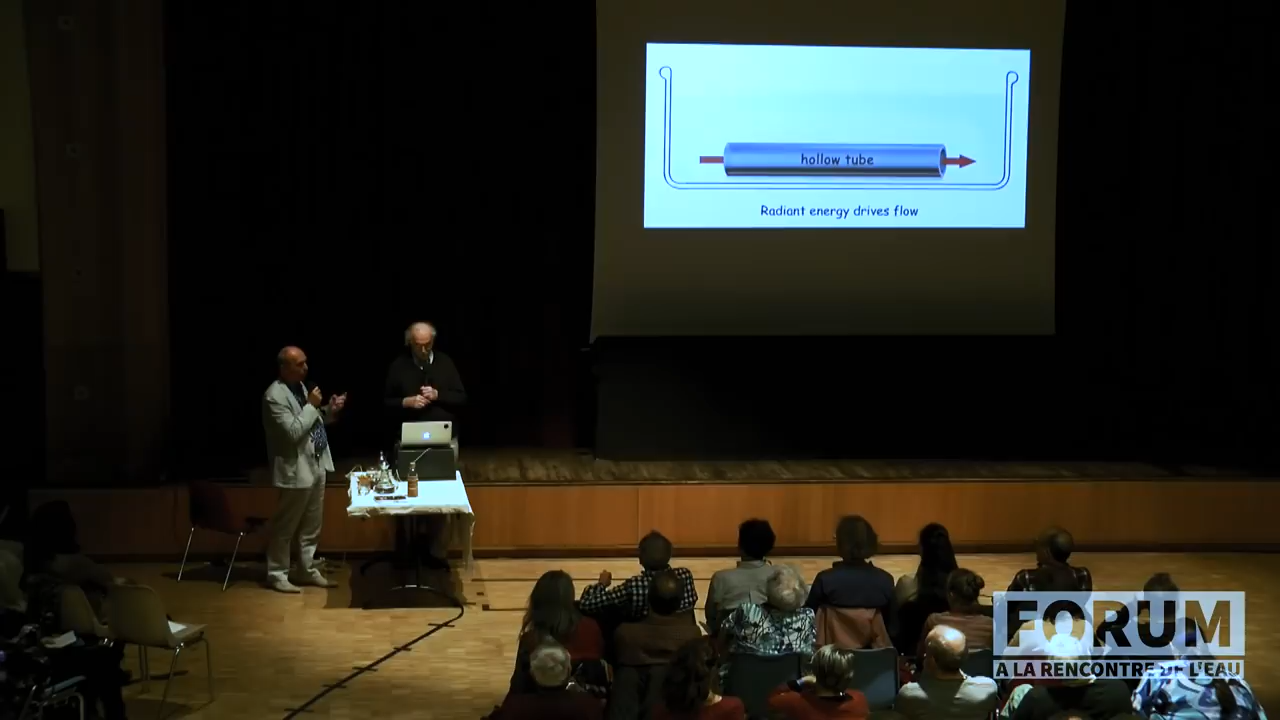 hollow tube
Radiant energy drives flow
FORUM
A LA RENCONTRE DE L'EAU